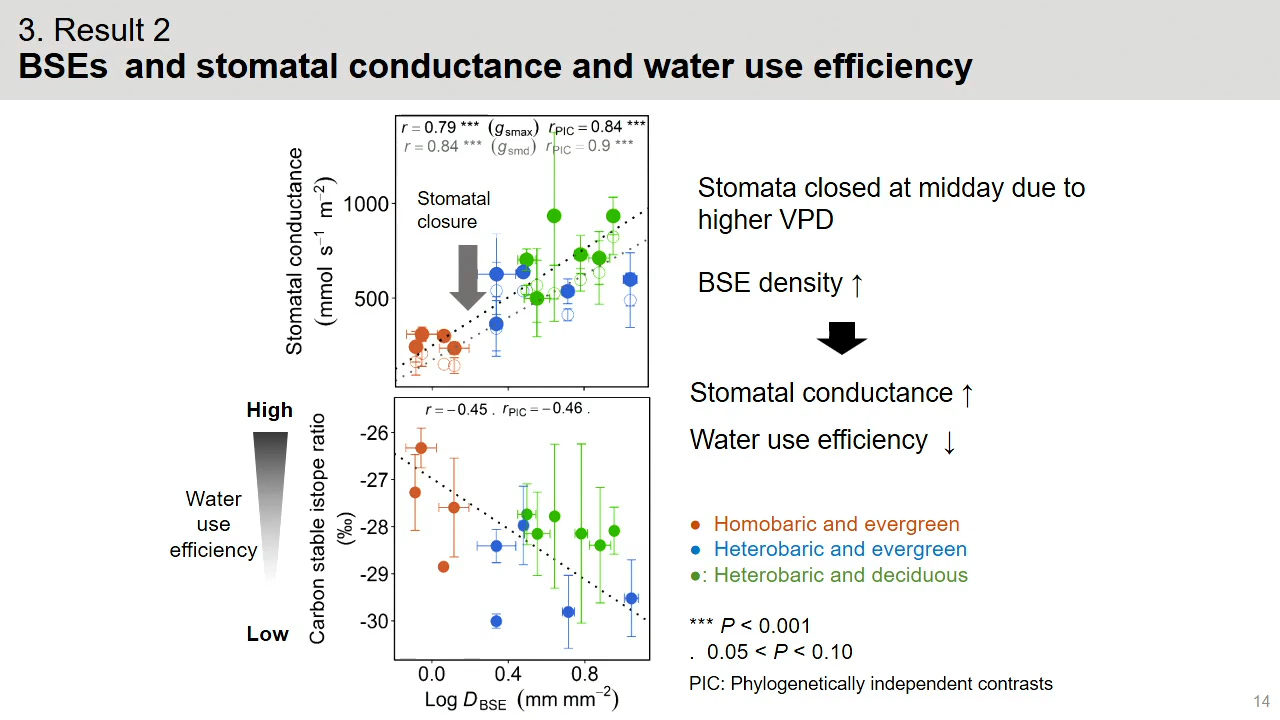 3. Result 2
BSEs and stomatal conductance and water use efficiency
r = 0.79 *** (gsmax) rPIC = 0.84 ***
r = 0.84 *** (gsmd) rPIC = 0.9 ***
Stomatal
closure
Stomatal conductance
(mmol s−1 m−2)
1000
500
Stomata closed at midday due to
higher VPD
BSE density ↑
Stomatal conductance ↑
Water use efficiency ↓
High
Water
use
efficiency
Low
r = −0.45 . rPIC = −0.46 .
Carbon stable istope ratio
(‰)
-26
-27
-28
-29
-30
0.0 0.4 0.8
Log DBSE (mm mm−2)
● Homobaric and evergreen
● Heterobaric and evergreen
●: Heterobaric and deciduous
*** P < 0.001
. 0.05 < P < 0.10
PIC: Phylogenetically independent contrasts
14